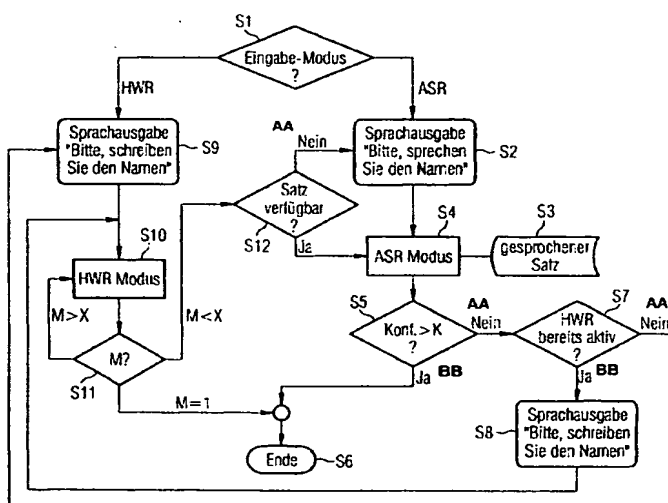 S1
Eingabe-Modus
?
HWR
ASR
Sprachausgabe
"Bitte, schreiben
Sie den Namen"
S9
AA
Nein
Sprachausgabe
"Bitte, sprechen
Sie den Namen"
S2
Satz
verfügbar
?
S12
Ja
S4
ASR Modus
S3
gesprochener
Satz
S10
HWR Modus
M>X
M<X
M?
S11
M=1
S5
Konf.>K
?
AA
Nein
Ja
BB
S7
HWR
bereits aktiv
?
AA
Nein
Ja
BB
S8
Sprachausgabe
"Bitte, schreiben
Sie den Namen"
Ende
S6